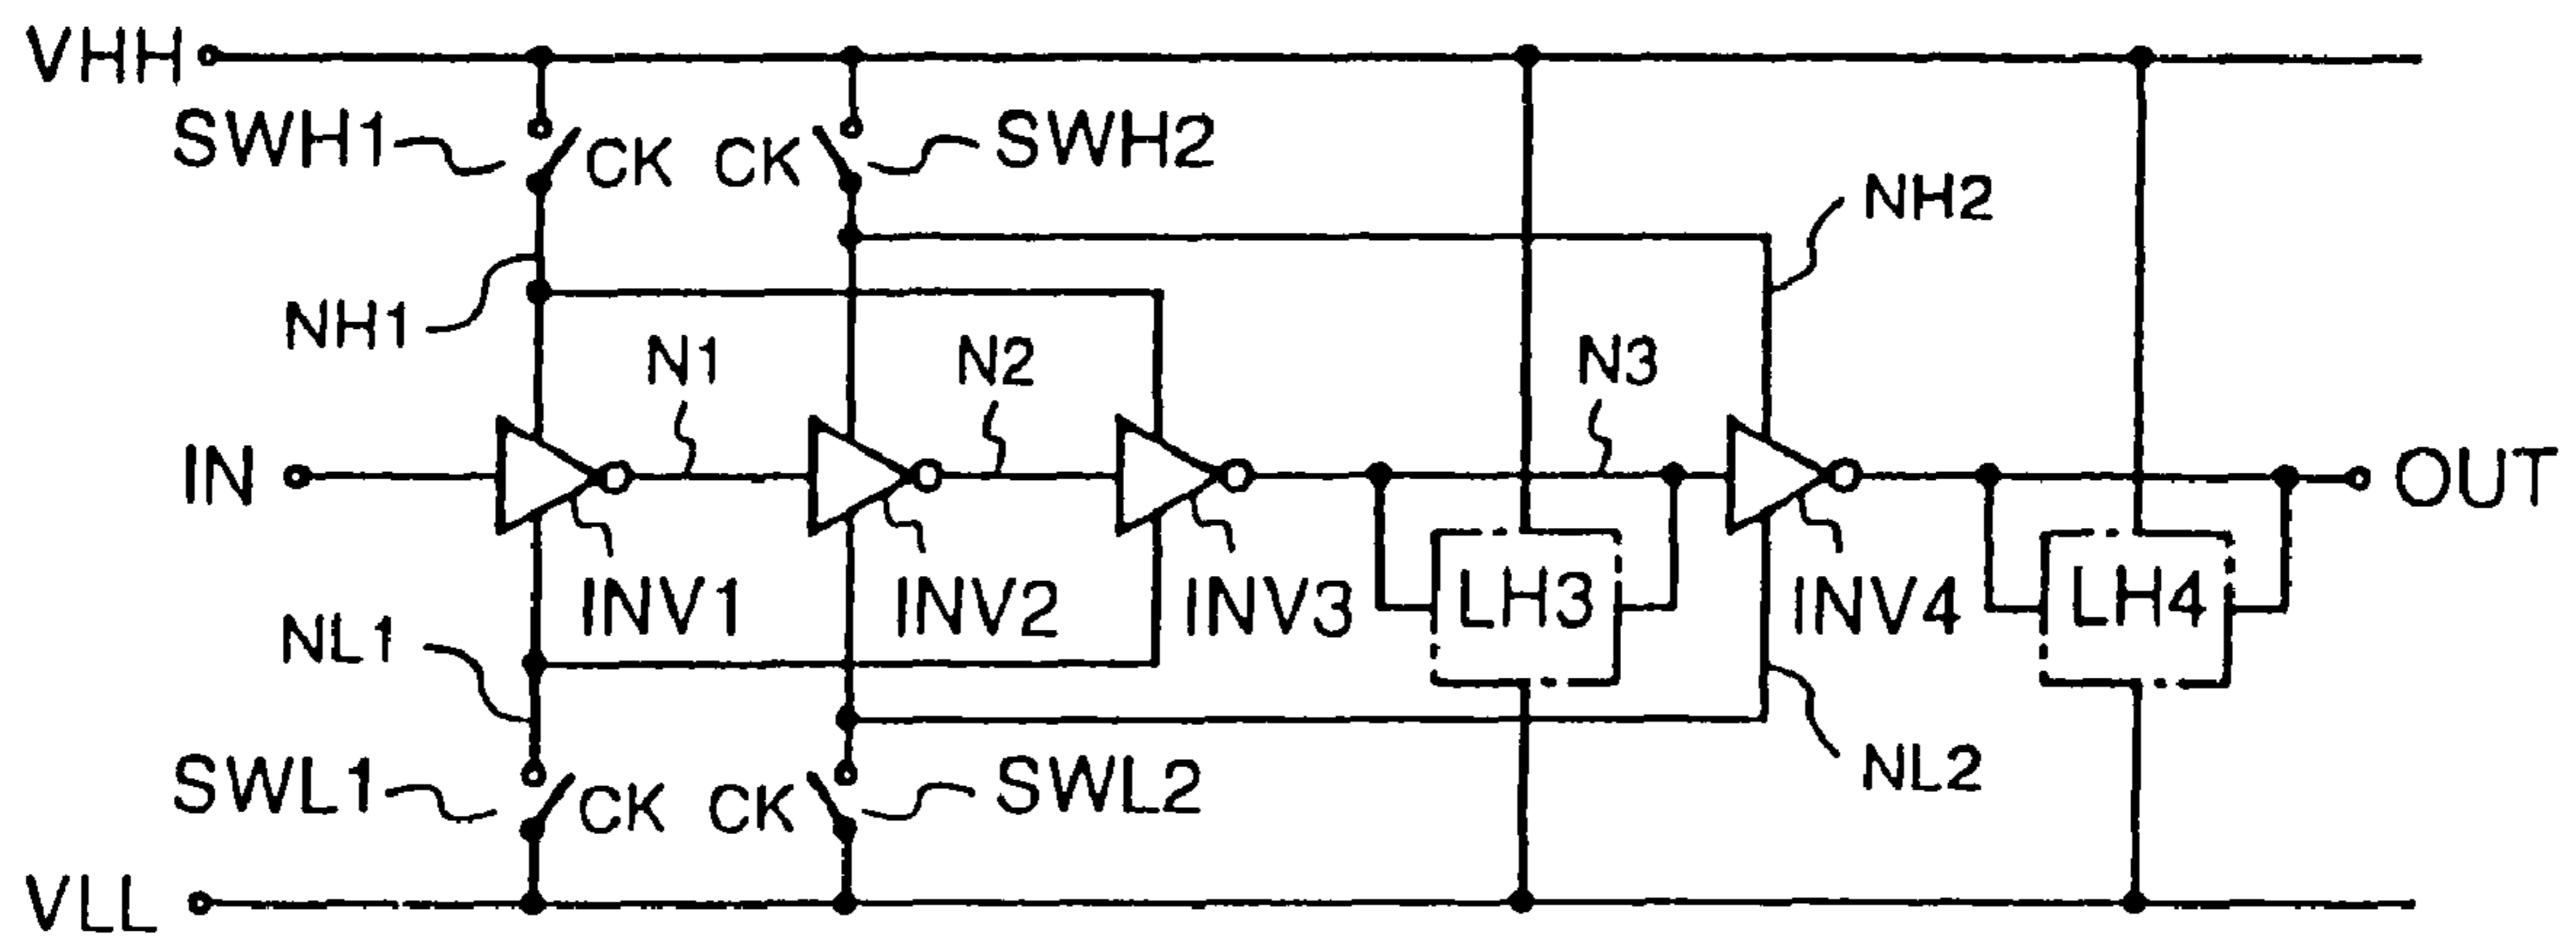 VHH
SWH1
CK
CK
SWH2
NH2
NH1
N1
N2
N3
IN
OUT
INV1
INV2
INV3
LH3
INV4
LH4
NL1
SWL1
CK
CK
SWL2
NL2
VLL